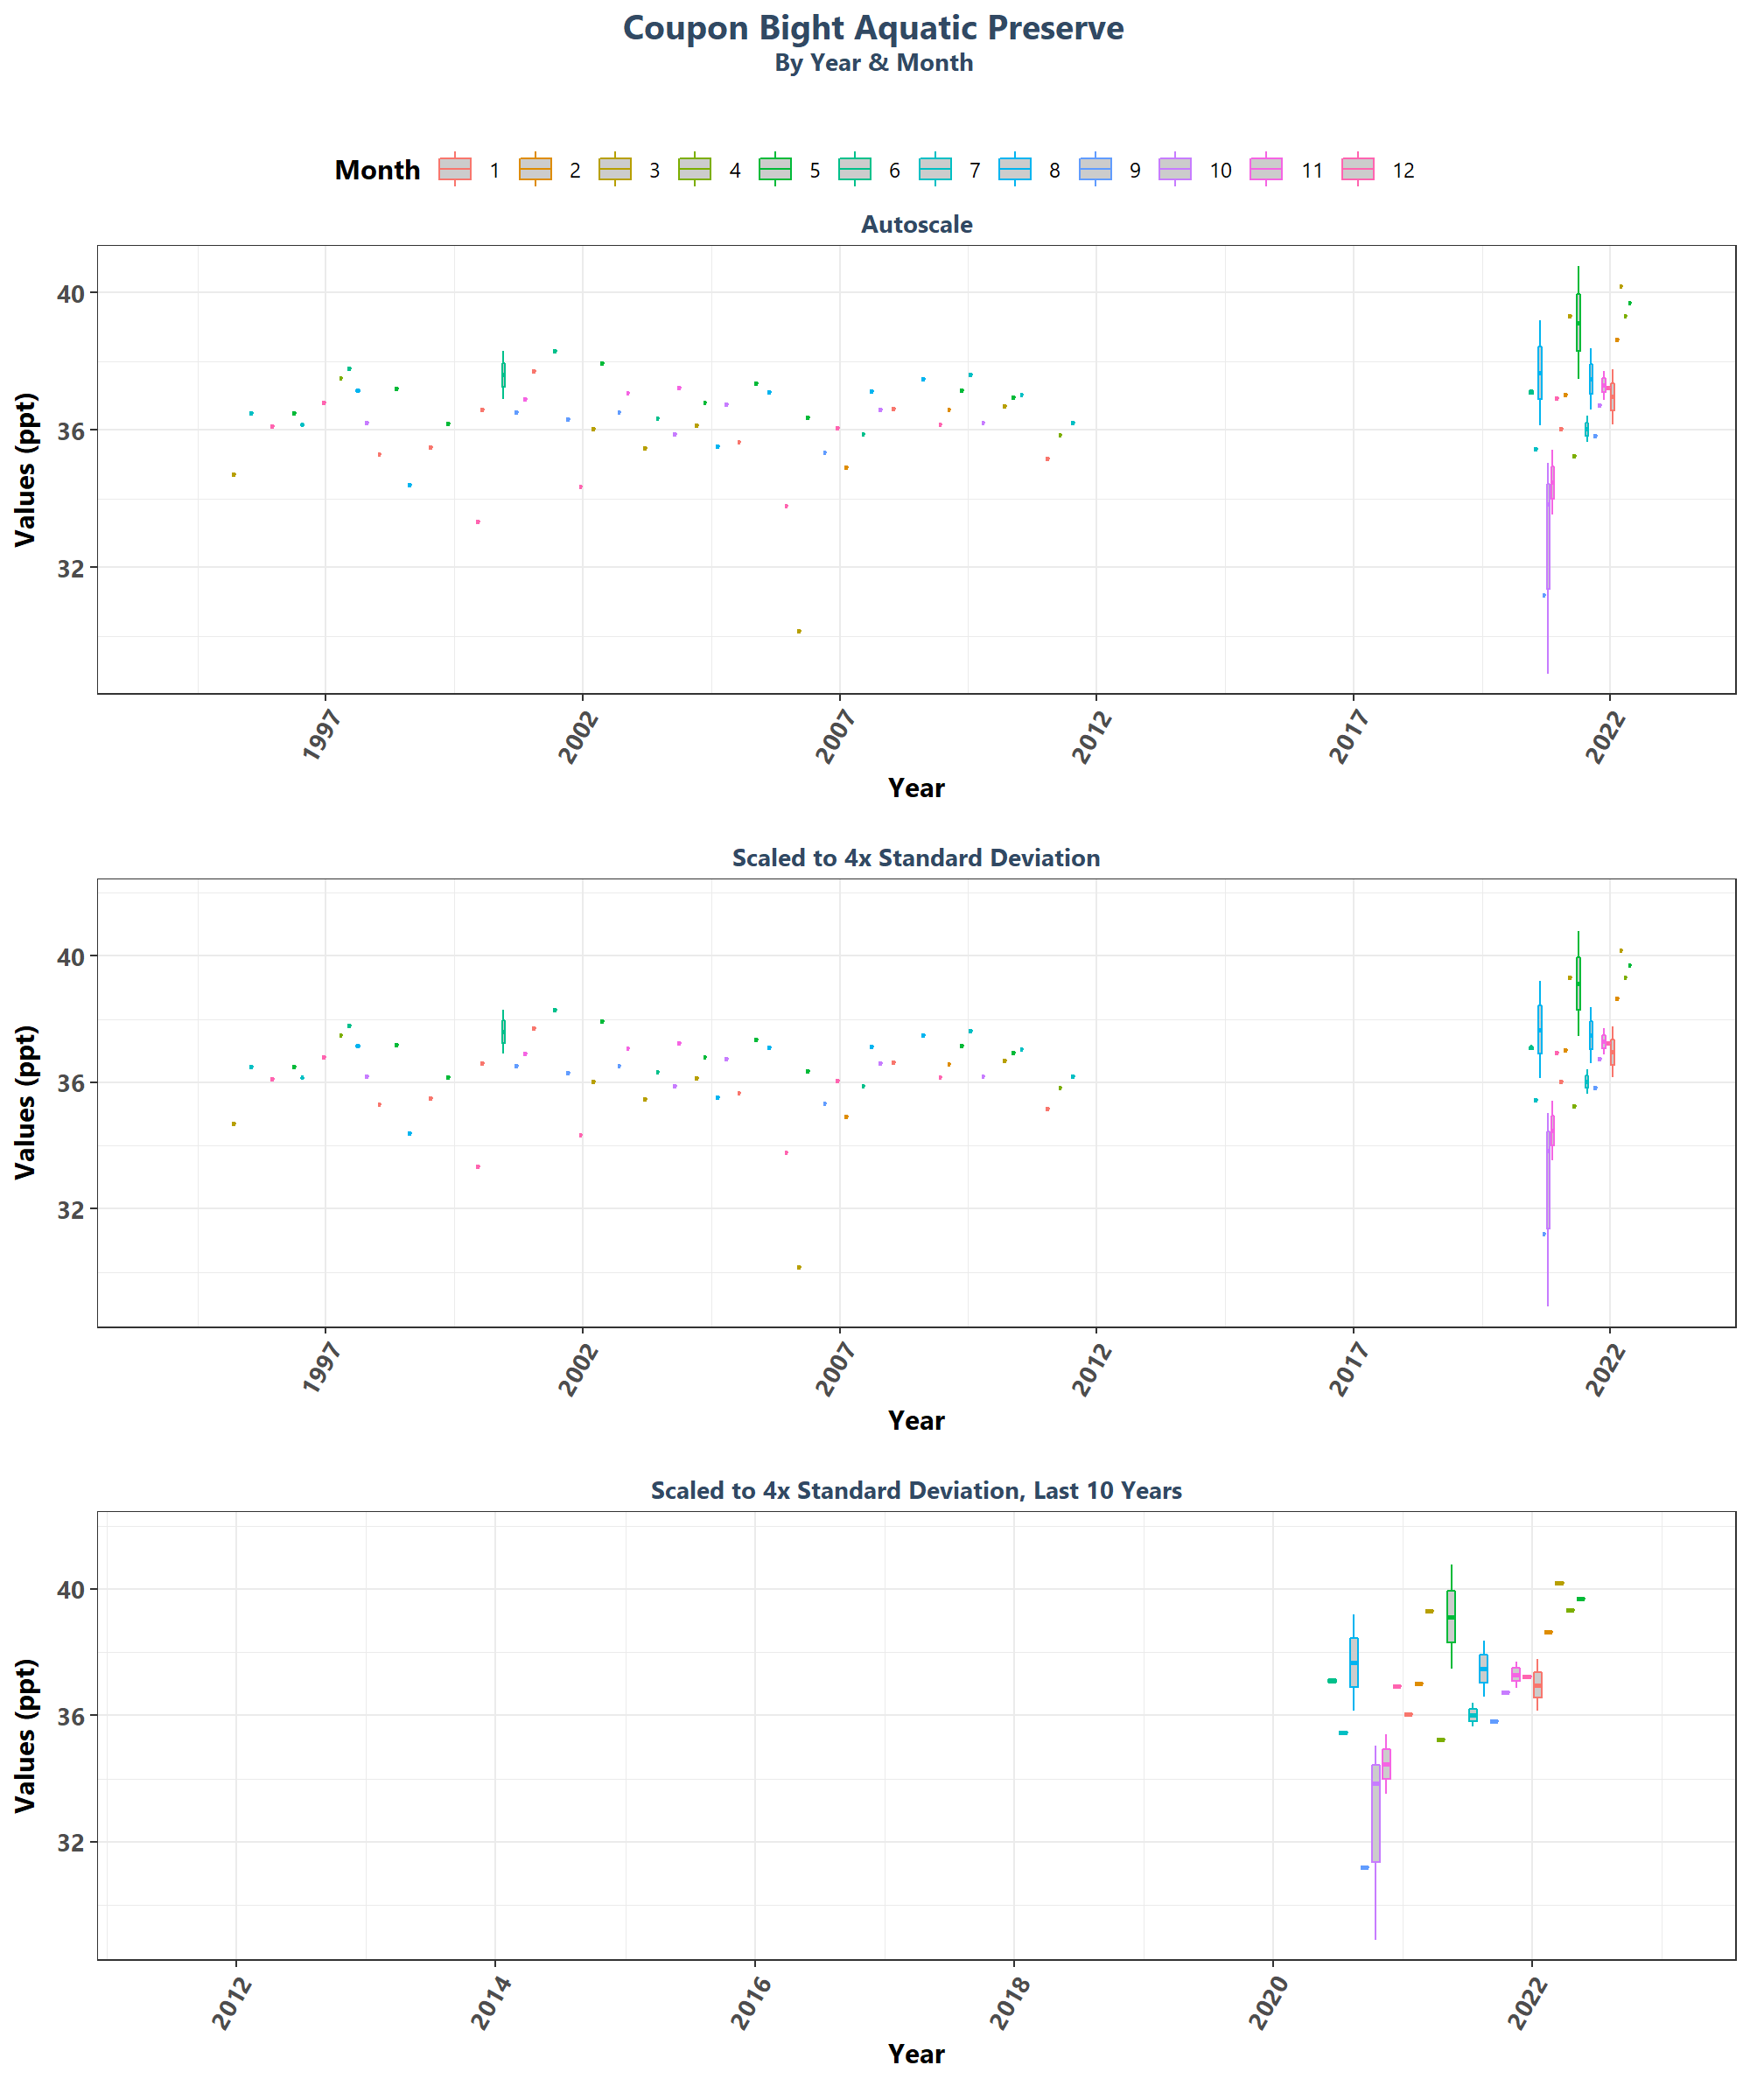 Coupon Bight Aquatic Preserve
By Year & Month
Month 1 2 3 4 5 6 7 8 9 10 11 12
Autoscale
Values (ppt)
40
36
32
1997 2002 2007 2012 2017 2022
Year
Scaled to 4x Standard Deviation
Values (ppt)
40
36
32
1997 2002 2007 2012 2017 2022
Year
Scaled to 4x Standard Deviation, Last 10 Years
Values (ppt)
40
36
32
2012 2014 2016 2018 2020 2022
Year